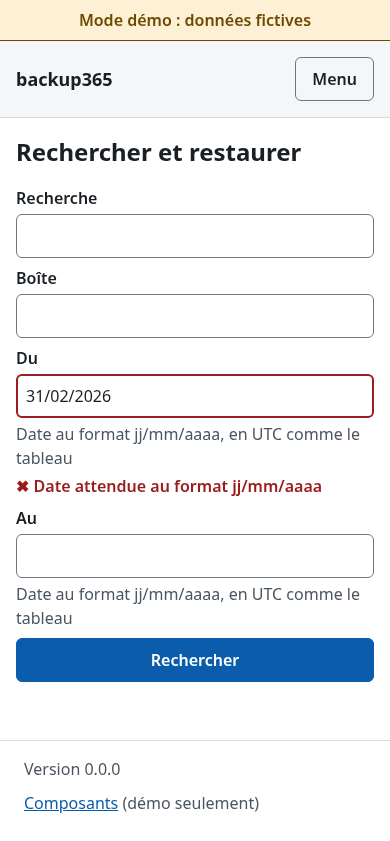 Mode démo : données fictives
backup365
Menu
Rechercher et restaurer
Recherche
Boîte
Du
31/02/2026
Date au format jj/mm/aaaa, en UTC comme le
tableau
✖ Date attendue au format jj/mm/aaaa
Au
Date au format jj/mm/aaaa, en UTC comme le
tableau
Rechercher
Version 0.0.0
Composants (démo seulement)